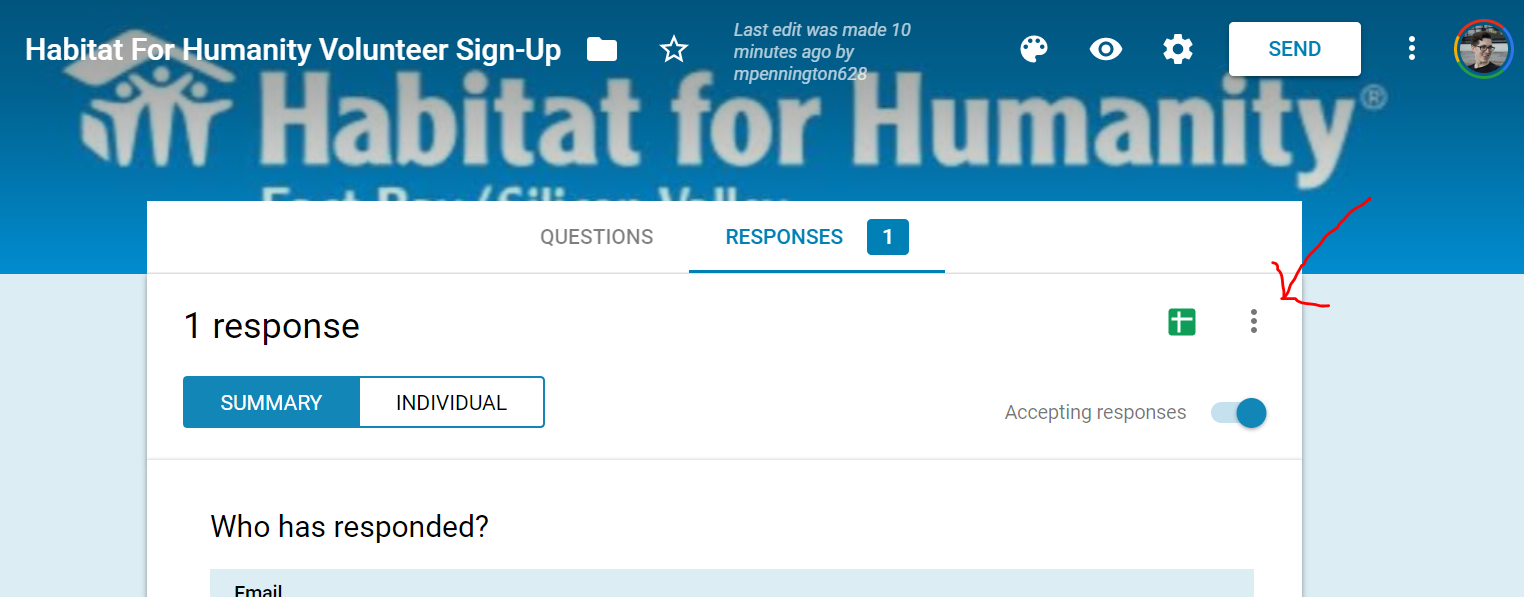 Habitat For Humanity Volunteer Sign-Up
Last edit was made 10
minutes ago by
mpennington628
SEND
Habitat for Humanity®
East Bay/Silicon Valley
QUESTIONS
RESPONSES 1
1 response
SUMMARY
INDIVIDUAL
Accepting responses
Who has responded?
Email